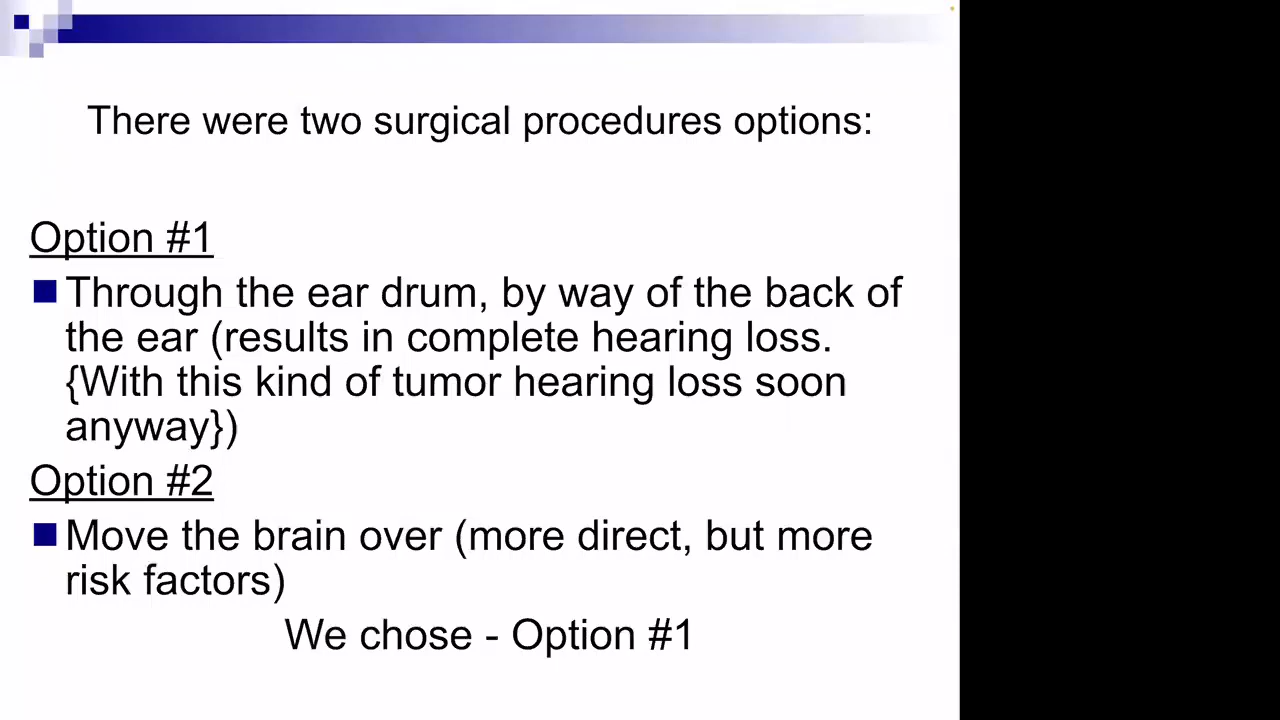 There were two surgical procedures options:
Option #1
Through the ear drum, by way of the back of
the ear (results in complete hearing loss.
{With this kind of tumor hearing loss soon
anyway})
Option #2
Move the brain over (more direct, but more
risk factors)
We chose - Option #1